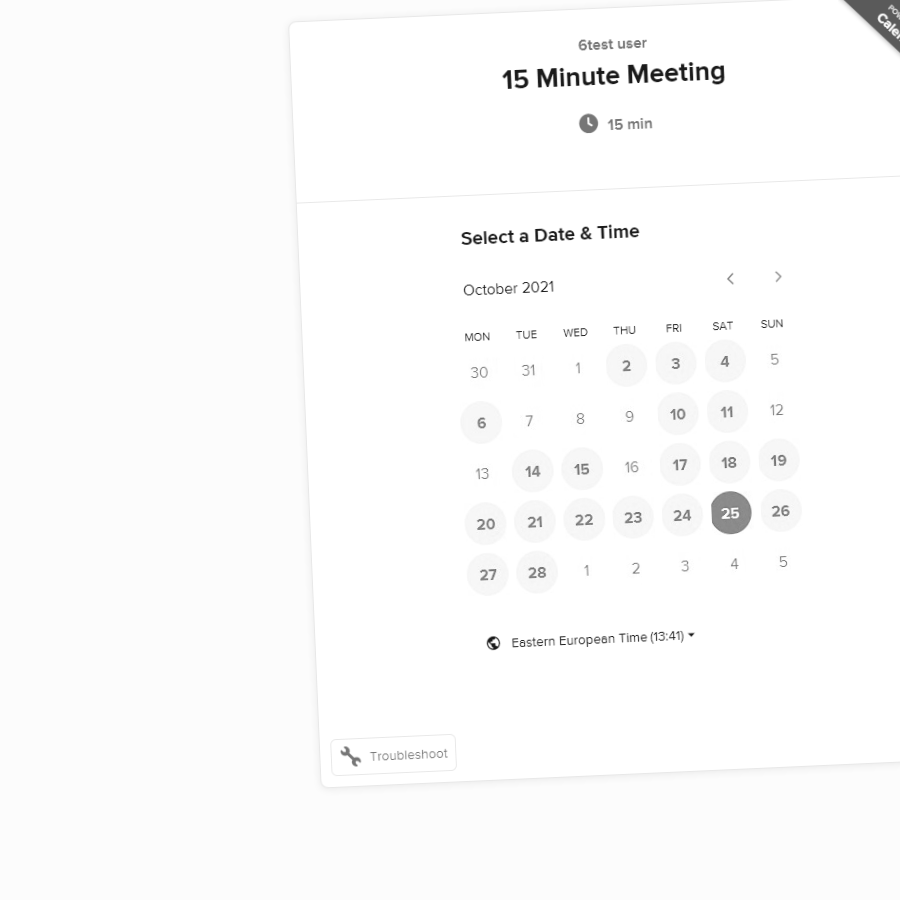 6test user
15 Minute Meeting
15 min
Select a Date & Time
October 2021
MON TUE WED THU FRI SAT SUN
30 31 1 2 3 4 5
6 7 8 9 10 11 12
13 14 15 16 17 18 19
20 21 22 23 24 25 26
27 28 1 2 3 4 5
Eastern European Time (13:41)
Troubleshoot